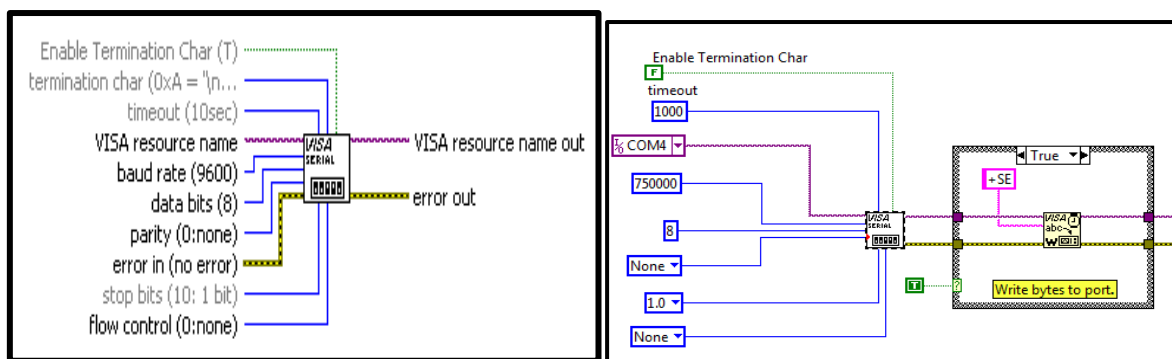 Enable Termination Char (T)
termination char (0xA = "\n...
timeout (10sec)
VISA resource name
VISA resource name out
baud rate (9600)
data bits (8)
error out
parity (0:none)
error in (no error)
stop bits (10: 1 bit)
flow control (0:none)
VISA
SERIAL
Enable Termination Char
F
timeout
1000
I/O COM4
750000
8
None
1.0
None
VISA
SERIAL
True
+SE
VISA
abc
W
T
?
Write bytes to port.